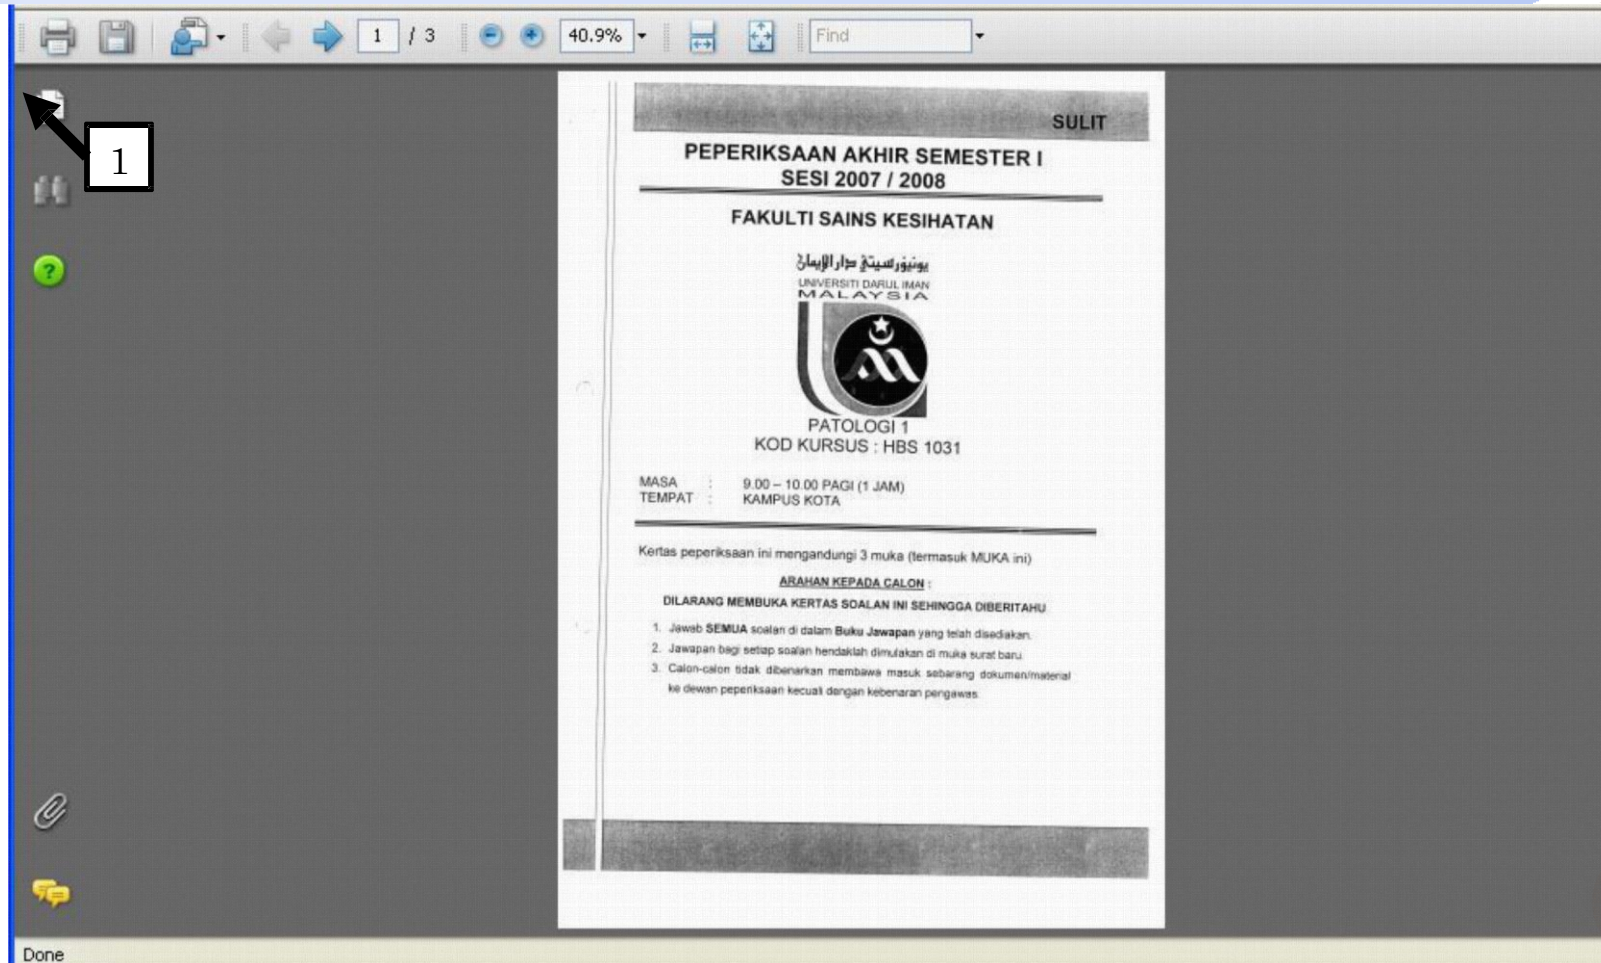 1 / 3 40.9% Find
1
SULIT
PEPERIKSAAN AKHIR SEMESTER I
SESI 2007 / 2008
FAKULTI SAINS KESIHATAN
يونيۏرسيتي دارالإيمان
UNIVERSITI DARUL IMAN
MALAYSIA
PATOLOGI 1
KOD KURSUS : HBS 1031
MASA : 9.00 – 10.00 PAGI (1 JAM)
TEMPAT : KAMPUS KOTA
Kertas peperiksaan ini mengandungi 3 muka (termasuk MUKA ini)
ARAHAN KEPADA CALON :
DILARANG MEMBUKA KERTAS SOALAN INI SEHINGGA DIBERITAHU
1. Jawab SEMUA soalan di dalam Buku Jawapan yang telah disediakan.
2. Jawapan bagi setiap soalan hendaklah dimulakan di muka surat baru.
3. Calon-calon tidak dibenarkan membawa masuk sebarang dokumen/material
ke dewan peperiksaan kecuali dengan kebenaran pengawas.
Done